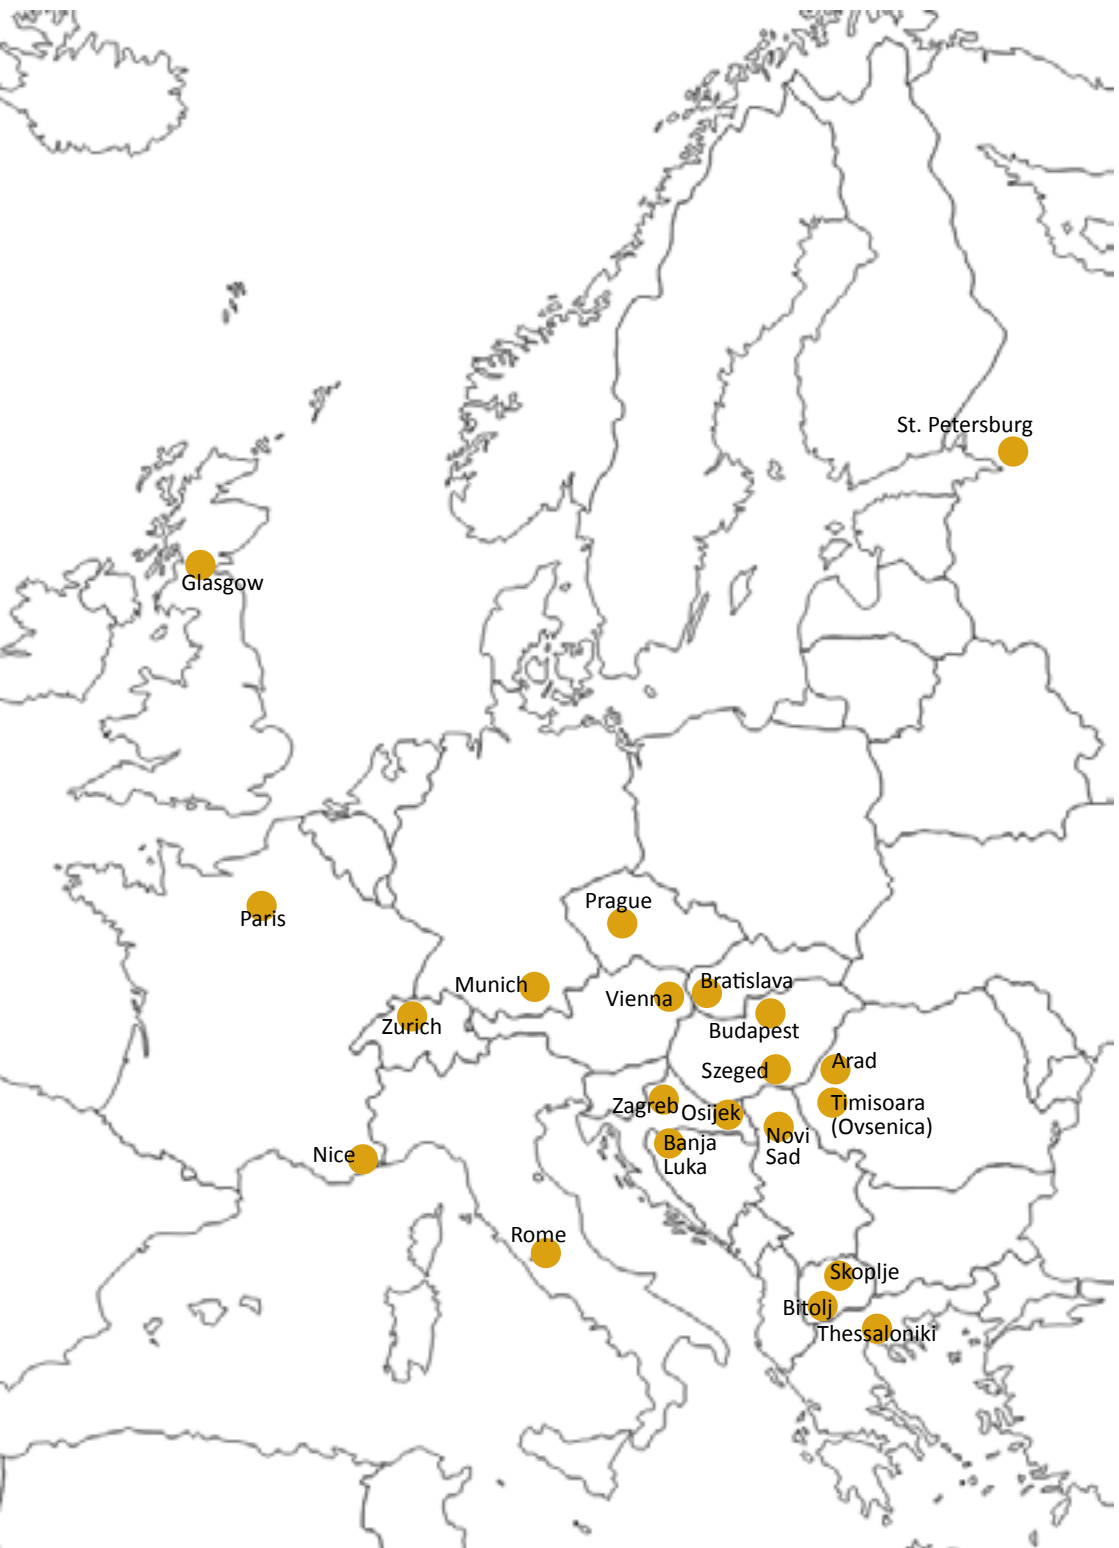 St. Petersburg
Glasgow
Prague
Paris
Munich
Bratislava
Vienna
Zurich
Budapest
Arad
Szeged
Timisoara
(Ovsenica)
Zagreb
Osijek
Novi
Sad
Banja
Luka
Nice
Rome
Skoplje
Bitolj
Thessaloniki